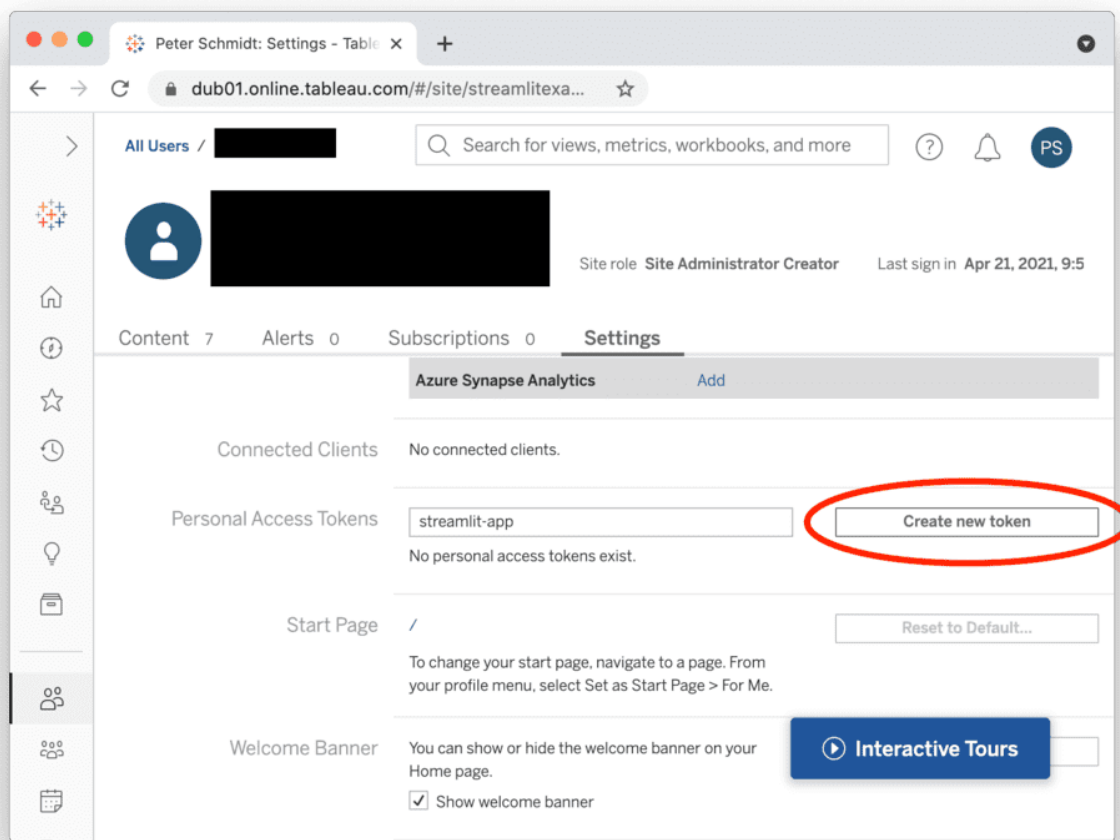 Peter Schmidt: Settings - Table
dub01.online.tableau.com/#/site/streamlitexa...
All Users /
Search for views, metrics, workbooks, and more
?
PS
Site role Site Administrator Creator
Last sign in Apr 21, 2021, 9:5
Content 7
Alerts 0
Subscriptions 0
Settings
Azure Synapse Analytics
Add
Connected Clients
No connected clients.
Personal Access Tokens
streamlit-app
Create new token
No personal access tokens exist.
Start Page
/
Reset to Default...
To change your start page, navigate to a page. From
your profile menu, select Set as Start Page > For Me.
Welcome Banner
You can show or hide the welcome banner on your
Home page.
Interactive Tours
Show welcome banner